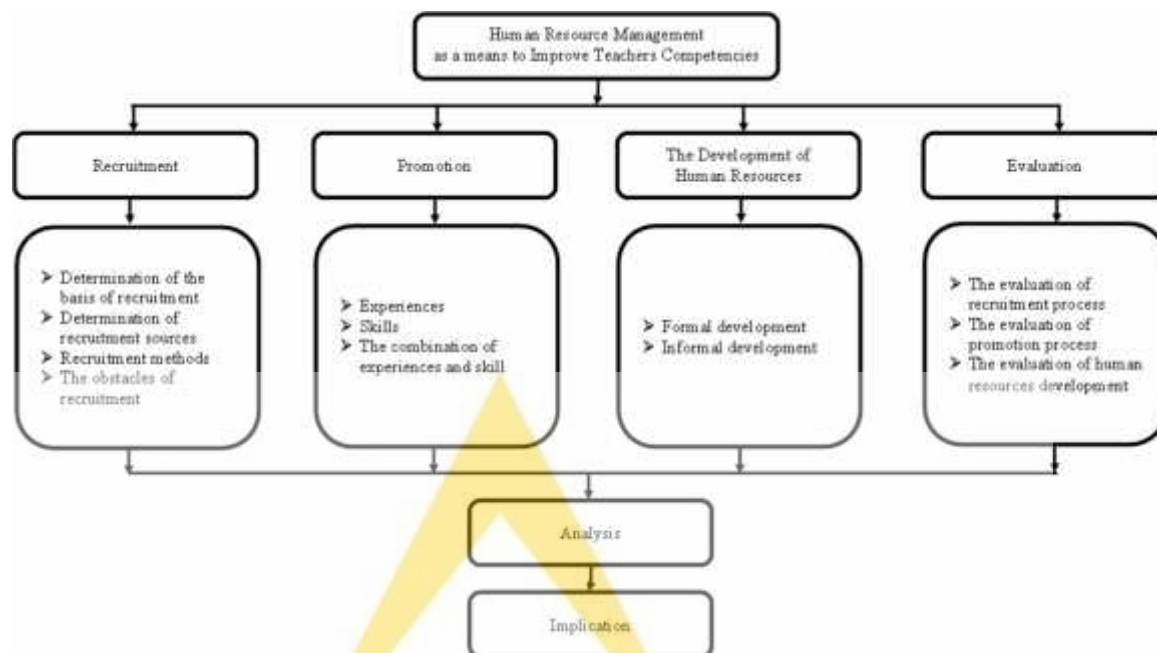 Human Resource Management
as a means to Improve Teachers Competencies
Recruitment
Promotion
The Development of
Human Resources
Evaluation
➢ Determination of the
basis of recruitment
➢ Determination of
recruitment sources
➢ Recruitment methods
➢ The obstacles of
recruitment
➢ Experiences
➢ Skills
➢ The combination of
experiences and skill
➢ Formal development
➢ Informal development
➢ The evaluation of
recruitment process
➢ The evaluation of
promotion process
➢ The evaluation of human
resources development
Analysis
Implication